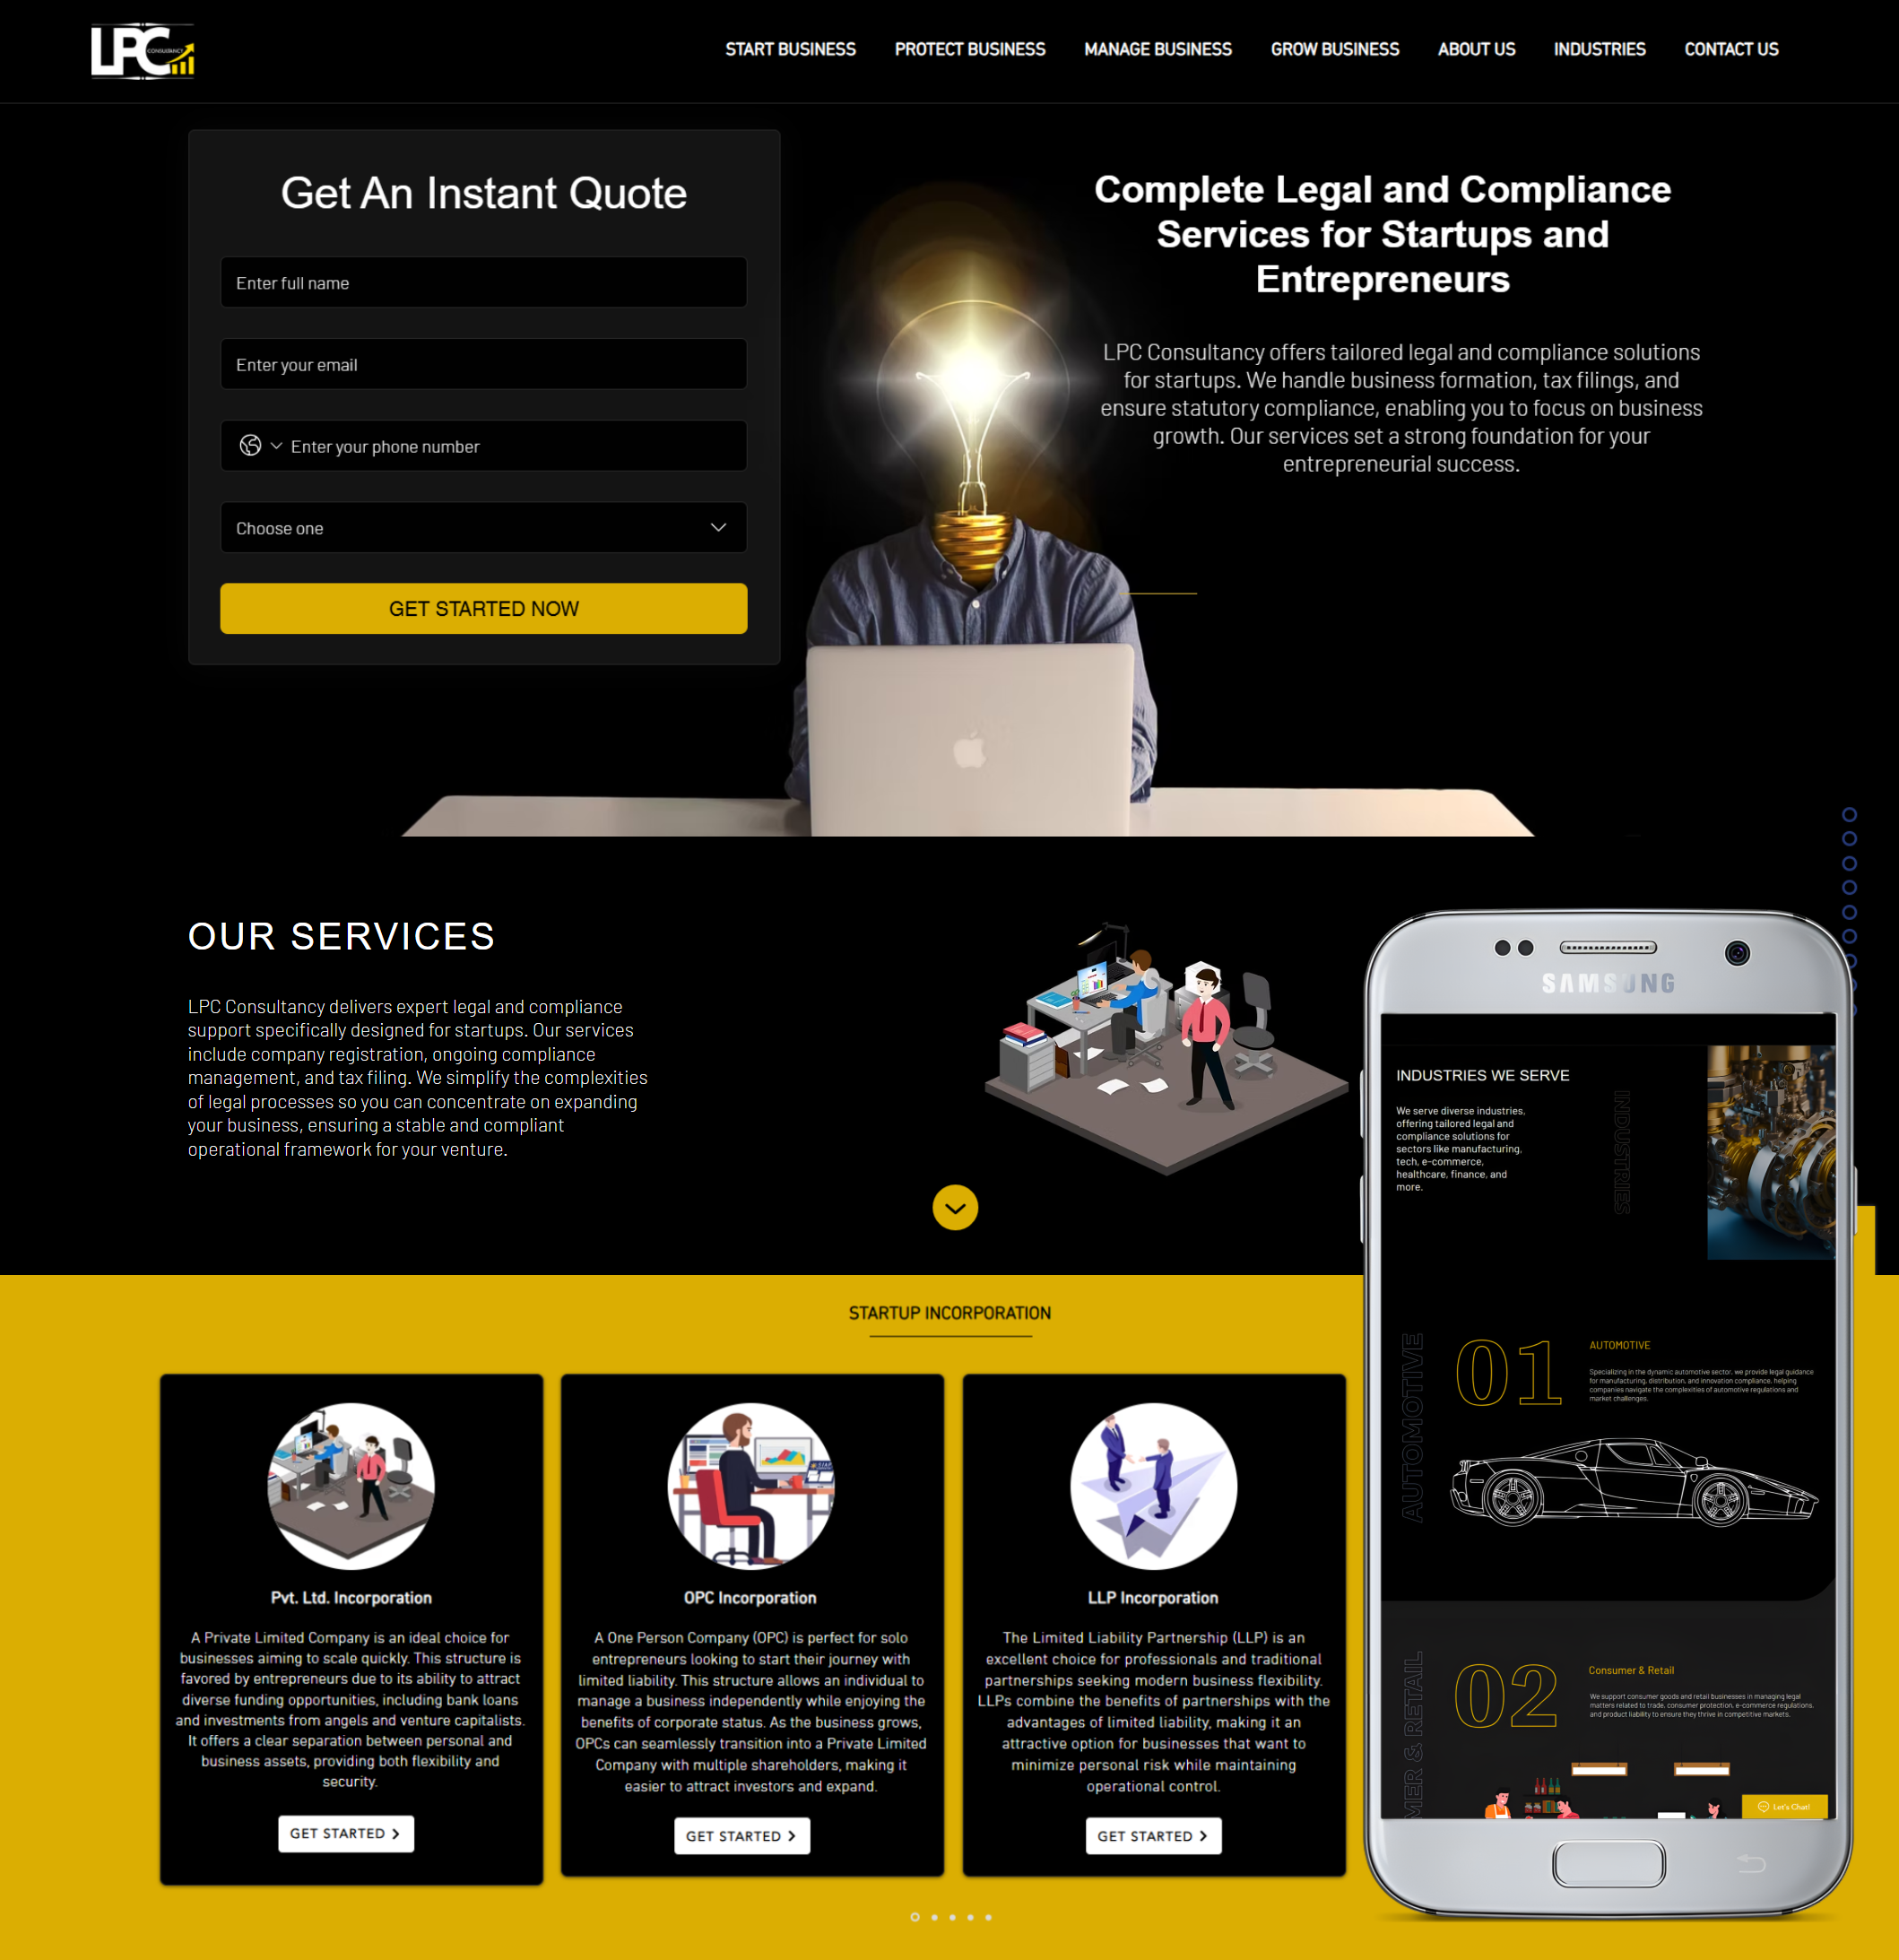 LPC
CONSULTANCY
START BUSINESS
PROTECT BUSINESS
MANAGE BUSINESS
GROW BUSINESS
ABOUT US
INDUSTRIES
CONTACT US
Get An Instant Quote
Enter full name
Enter your email
Enter your phone number
Choose one
GET STARTED NOW
Complete Legal and Compliance
Services for Startups and
Entrepreneurs
LPC Consultancy offers tailored legal and compliance solutions
for startups. We handle business formation, tax filings, and
ensure statutory compliance, enabling you to focus on business
growth. Our services set a strong foundation for your
entrepreneurial success.
OUR SERVICES
LPC Consultancy delivers expert legal and compliance
support specifically designed for startups. Our services
include company registration, ongoing compliance
management, and tax filing. We simplify the complexities
of legal processes so you can concentrate on expanding
your business, ensuring a stable and compliant
operational framework for your venture.
STARTUP INCORPORATION
Pvt. Ltd. Incorporation
A Private Limited Company is an ideal choice for
businesses aiming to scale quickly. This structure is
favored by entrepreneurs due to its ability to attract
diverse funding opportunities, including bank loans
and investments from angels and venture capitalists.
It offers a clear separation between personal and
business assets, providing both flexibility and
security.
GET STARTED
OPC Incorporation
A One Person Company (OPC) is perfect for solo
entrepreneurs looking to start their journey with
limited liability. This structure allows an individual to
manage a business independently while enjoying the
benefits of corporate status. As the business grows,
OPCs can seamlessly transition into a Private Limited
Company with multiple shareholders, making it
easier to attract investors and expand.
GET STARTED
LLP Incorporation
The Limited Liability Partnership (LLP) is an
excellent choice for professionals and traditional
partnerships seeking modern business flexibility.
LLPs combine the benefits of partnerships with the
advantages of limited liability, making it an
attractive option for businesses that want to
minimize personal risk while maintaining
operational control.
GET STARTED
SAMSUNG
INDUSTRIES WE SERVE
We serve diverse industries,
offering tailored legal and
compliance solutions for
sectors like manufacturing,
tech, e-commerce,
healthcare, finance, and
more.
INDUSTRIES
AUTOMOTIVE
01
AUTOMOTIVE
Specializing in the dynamic automotive sector, we provide legal guidance
for manufacturing, distribution, and innovation compliance, helping
companies navigate the complexities of automotive regulations and
market challenges.
MER & RETAIL
02
Consumer & Retail
We support consumer goods and retail businesses in managing legal
matters related to trade, consumer protection, e-commerce regulations,
and product liability to ensure they thrive in competitive markets.
Let's Chat!